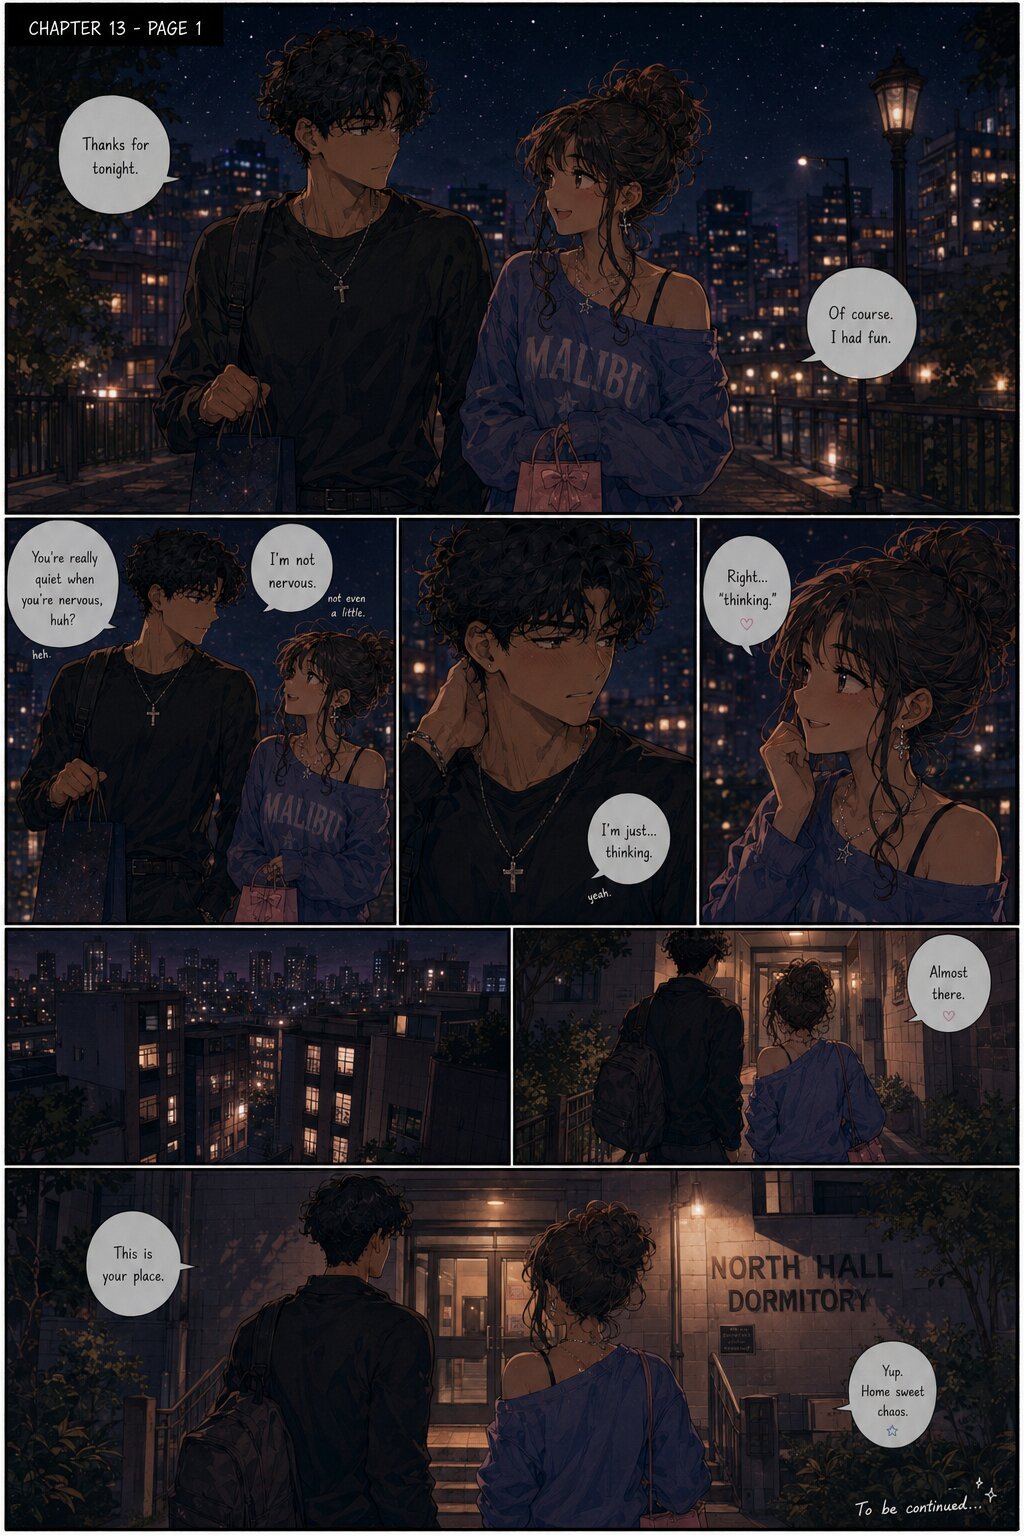 CHAPTER 13 - PAGE 1
Thanks for
tonight.
Of course.
I had fun.
MALIBU
You're really
quiet when
you're nervous,
huh?
heh.
I'm not
nervous.
not even
a little.
MALIBU
I'm just...
thinking.
yeah.
Right...
"thinking."
Almost
there.
This is
your place.
NORTH HALL
DORMITORY
Yup.
Home sweet
chaos.
To be continued...